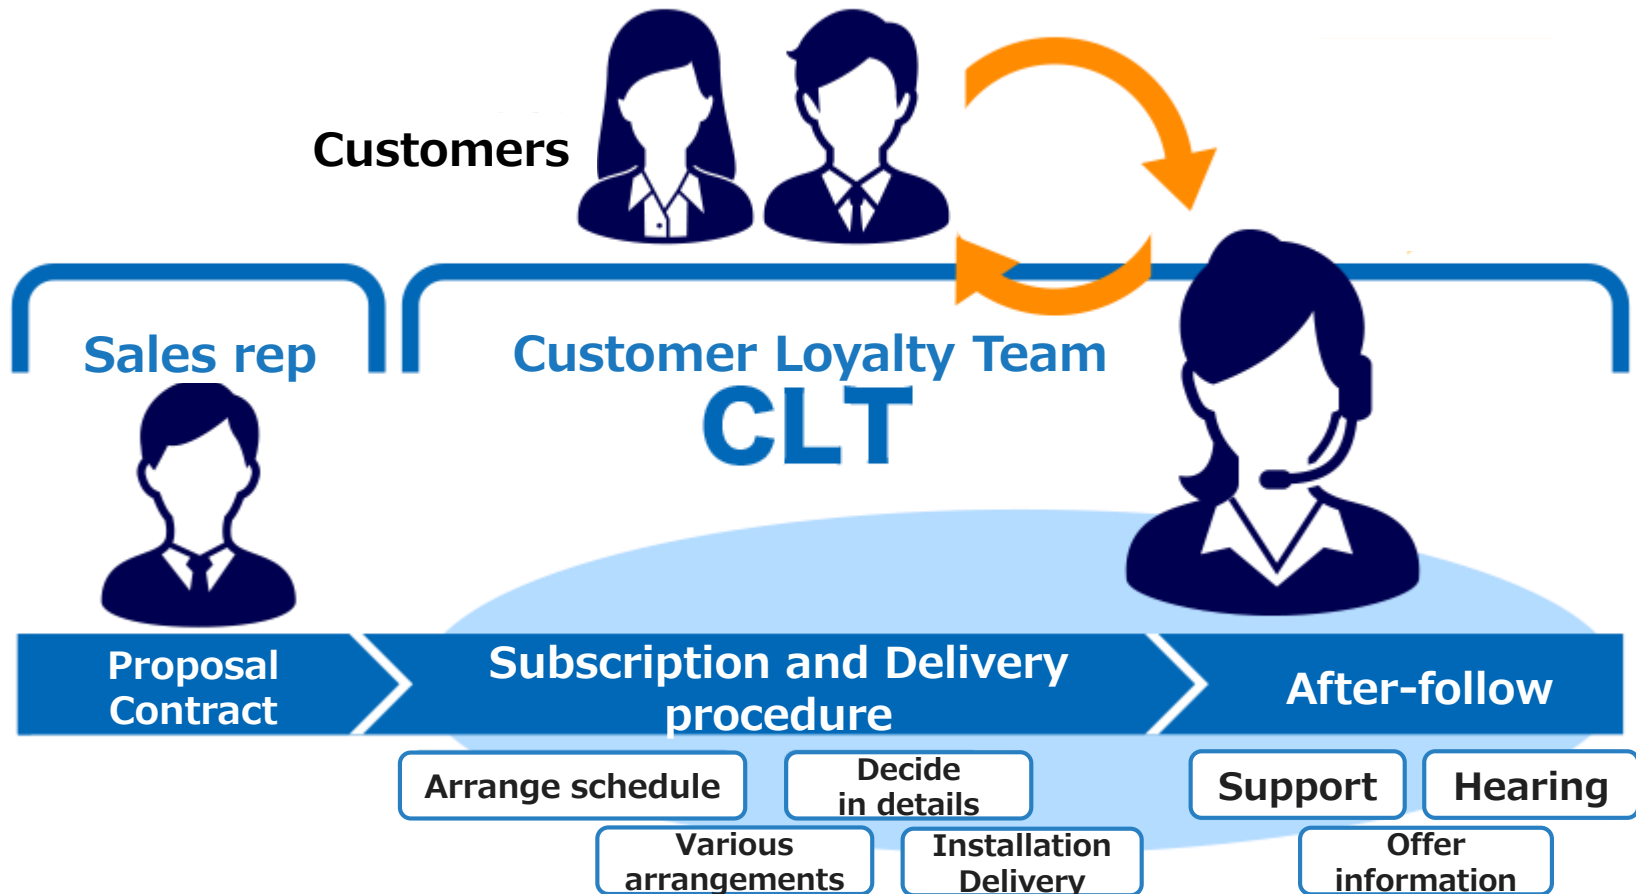 Customers
Sales rep
Customer Loyalty Team
CLT
Proposal
Contract
Subscription and Delivery
procedure
After-follow
Arrange schedule
Decide
in details
Various
arrangements
Installation
Delivery
Support
Hearing
Offer
information